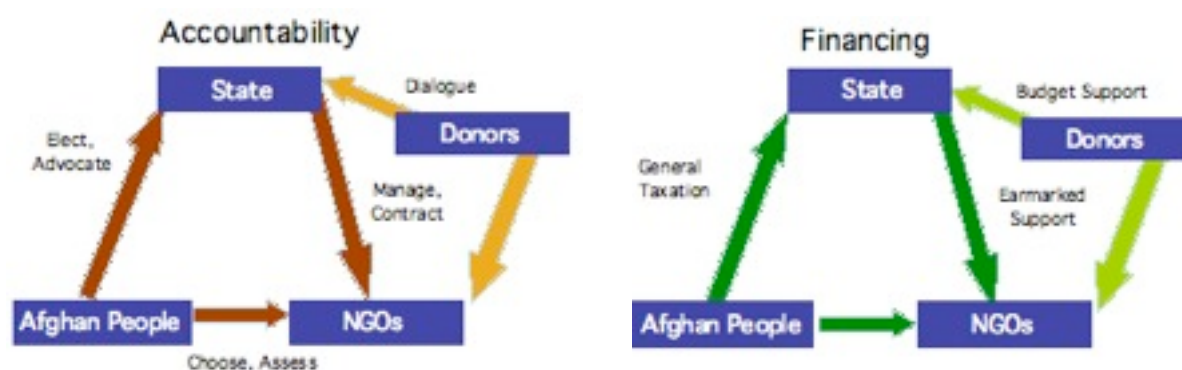 Accountability
State
Dialogue
Donors
Elect,
Advocate
Manage,
Contract
Afghan People
NGOs
Choose, Assess
Financing
State
Budget Support
Donors
General
Taxation
Earmarked
Support
Afghan People
NGOs